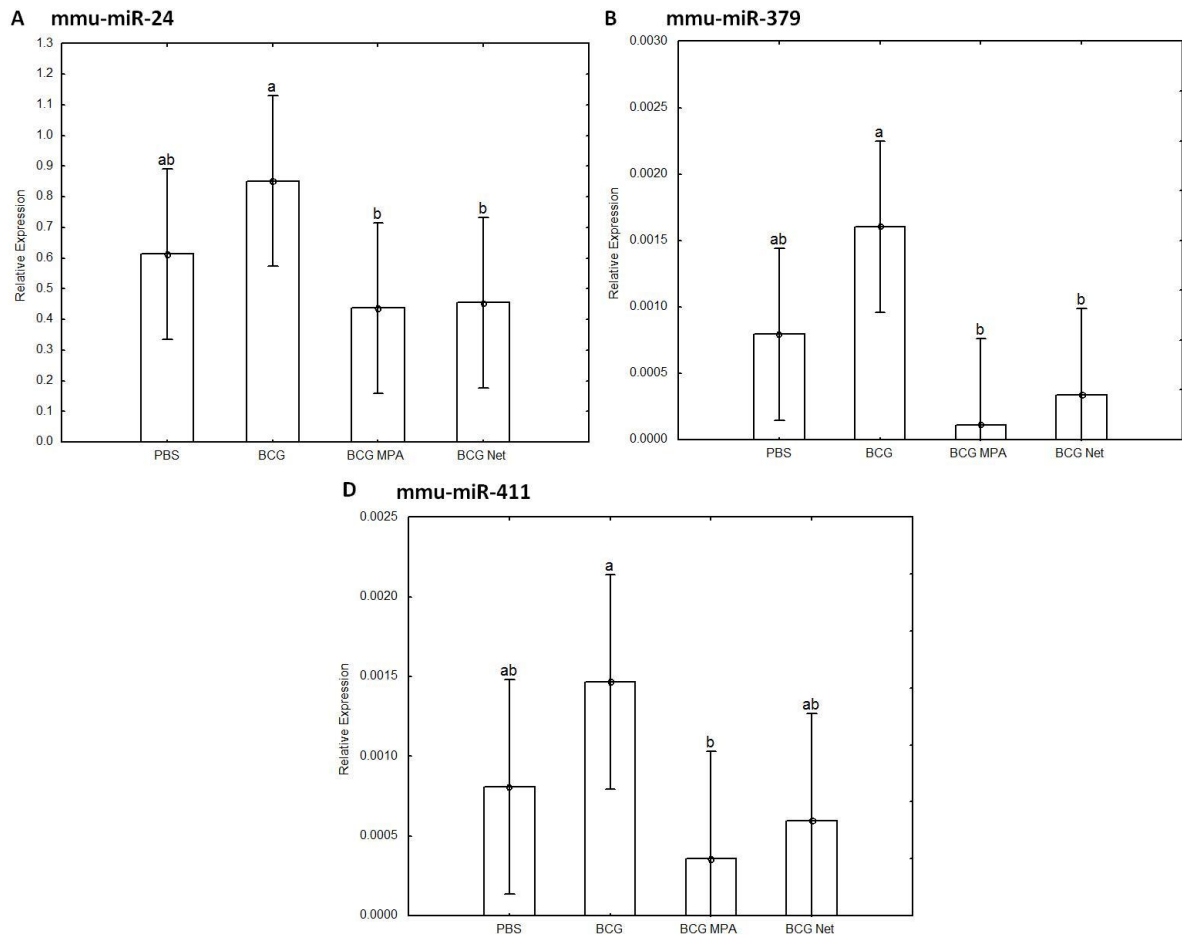 A mmu-miR-24
1.3
1.2
1.1
1.0
0.9
0.8
0.7
0.6
0.5
0.4
0.3
0.2
0.1
0.0
Relative Expression
ab
a
b
b
PBS BCG BCG MPA BCG Net
B mmu-miR-379
0.0030
0.0025
0.0020
0.0015
0.0010
0.0005
0.0000
Relative Expression
ab
a
b
b
PBS BCG BCG MPA BCG Net
D mmu-miR-411
0.0025
0.0020
0.0015
0.0010
0.0005
0.0000
Relative Expression
ab
a
b
ab
PBS BCG BCG MPA BCG Net